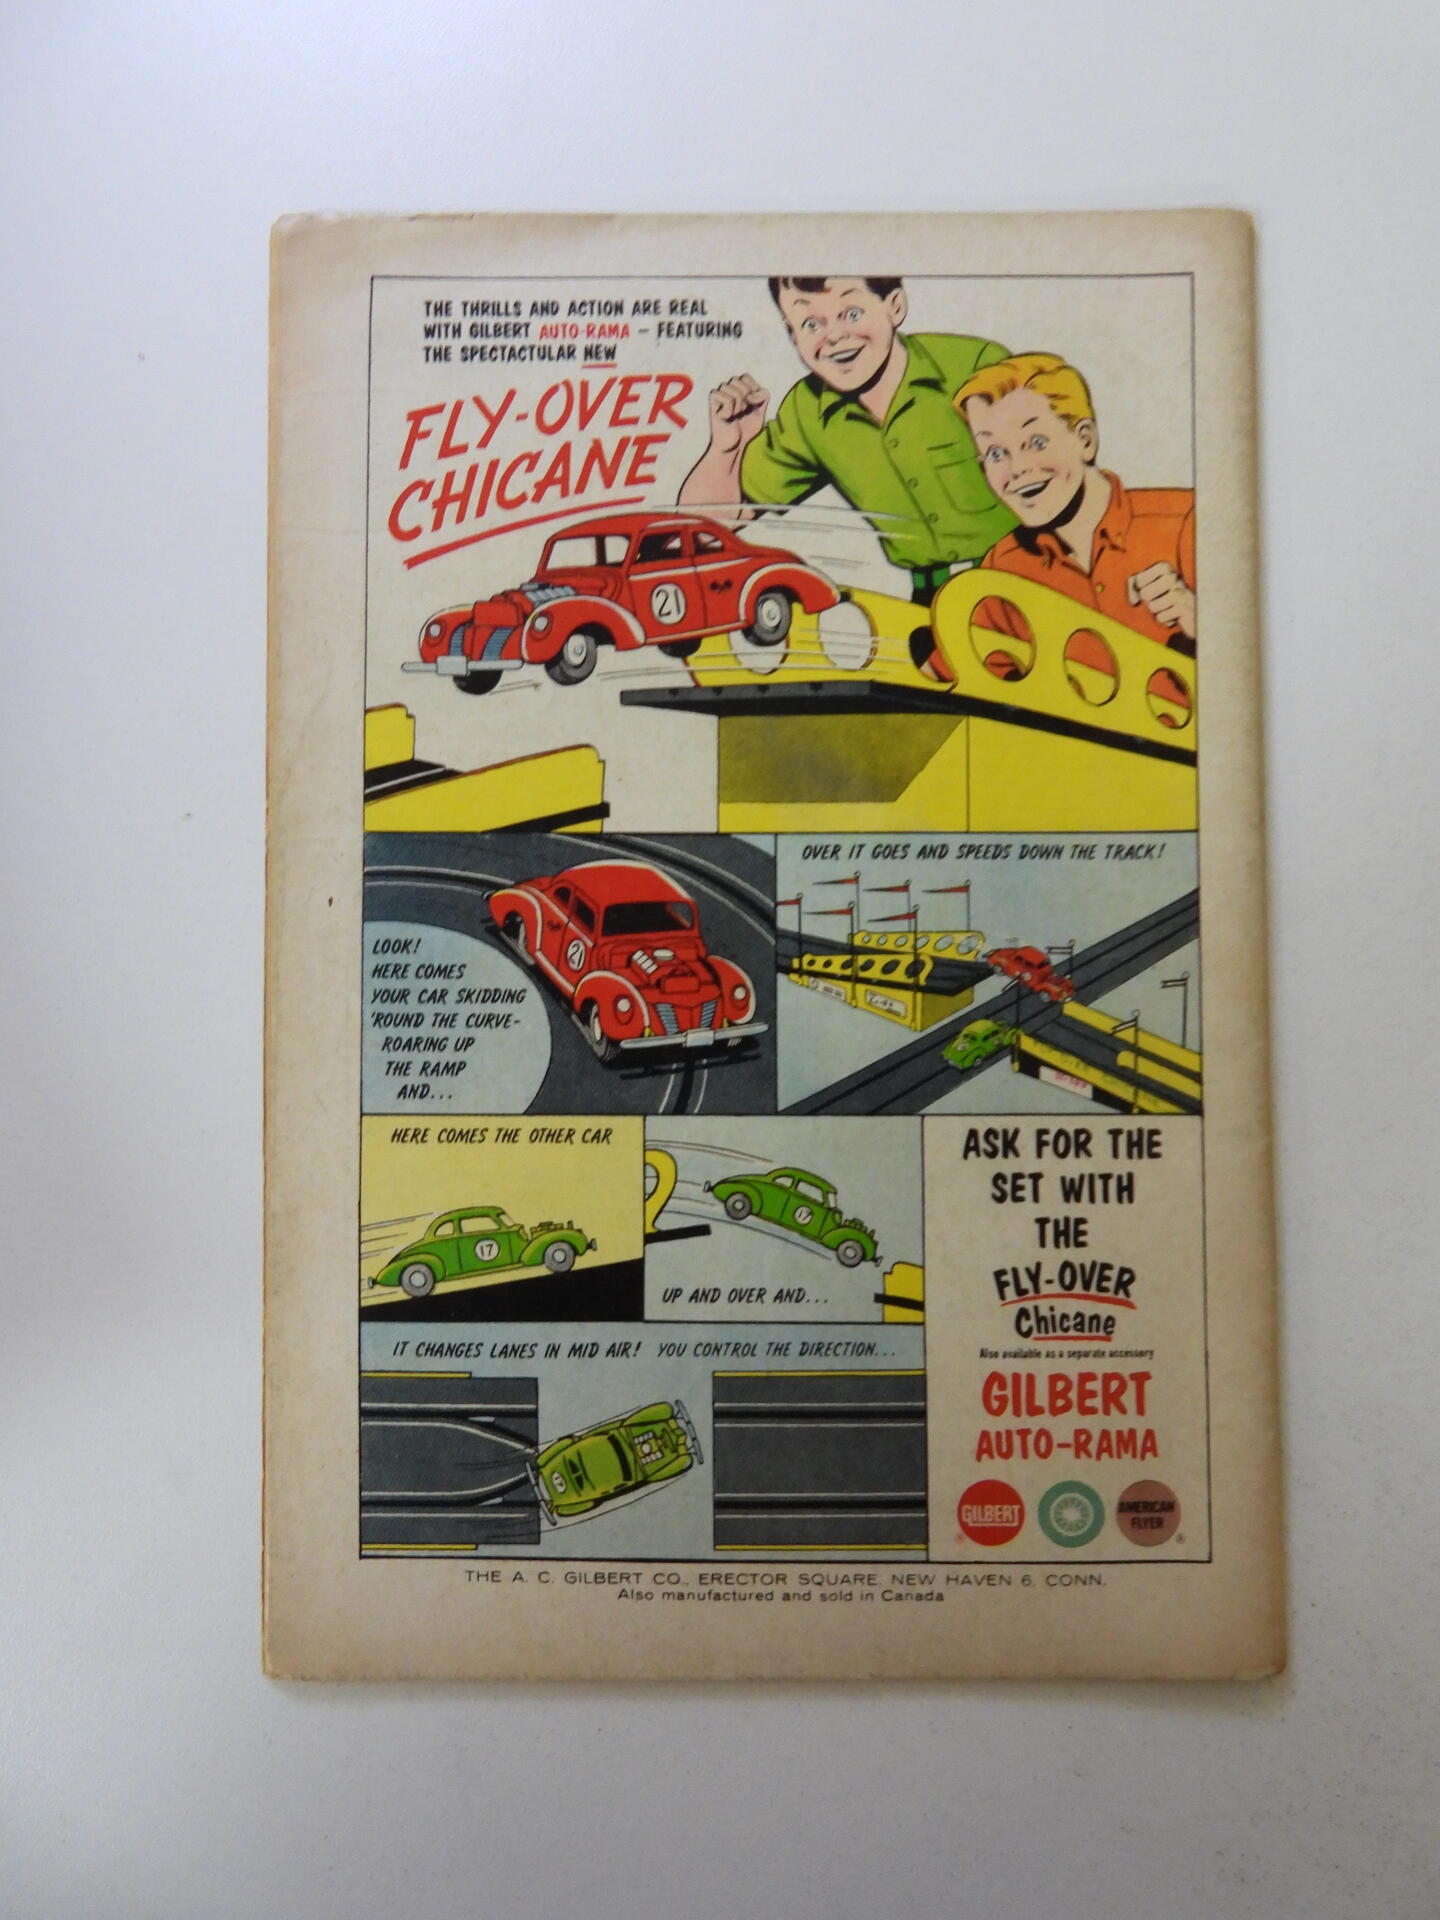 THE THRILLS AND ACTION ARE REAL
WITH GILBERT AUTO-RAMA – FEATURING
THE SPECTACTULAR NEW
FLY-OVER
CHICANE
21
LOOK!
HERE COMES
YOUR CAR SKIDDING
'ROUND THE CURVE-
ROARING UP
THE RAMP
AND...
21
OVER IT GOES AND SPEEDS DOWN THE TRACK!
HERE COMES THE OTHER CAR
17
17
UP AND OVER AND...
IT CHANGES LANES IN MID AIR! YOU CONTROL THE DIRECTION...
17
ASK FOR THE
SET WITH
THE
FLY-OVER
Chicane
Also available as a separate accessory
GILBERT
AUTO-RAMA
GILBERT
®
AMERICAN
FLYER
®
THE A. C. GILBERT CO., ERECTOR SQUARE, NEW HAVEN 6, CONN.
Also manufactured and sold in Canada